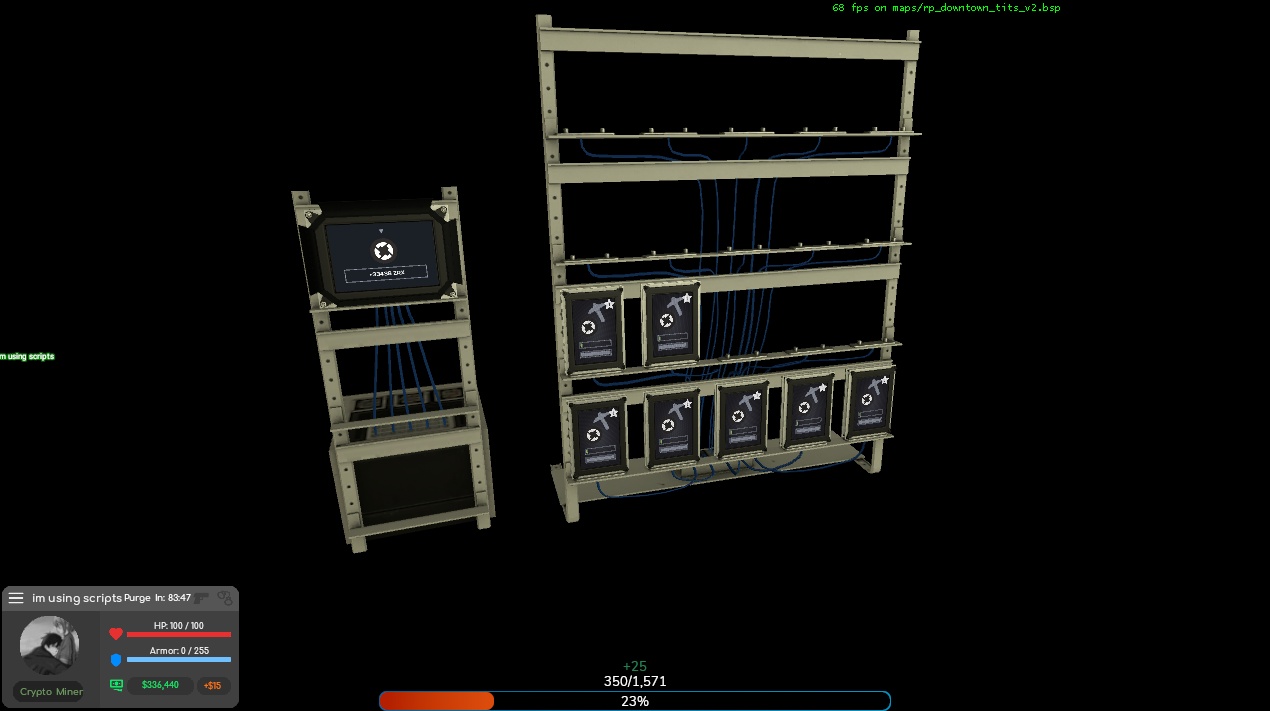 68 fps on maps/rp_downtown_tits_v2.bsp
m using scripts
im using scripts Purge In: 83:47
HP: 100 / 100
Armor: 0 / 255
$336,440 +$15
Crypto Miner
+25
350/1,571
23%